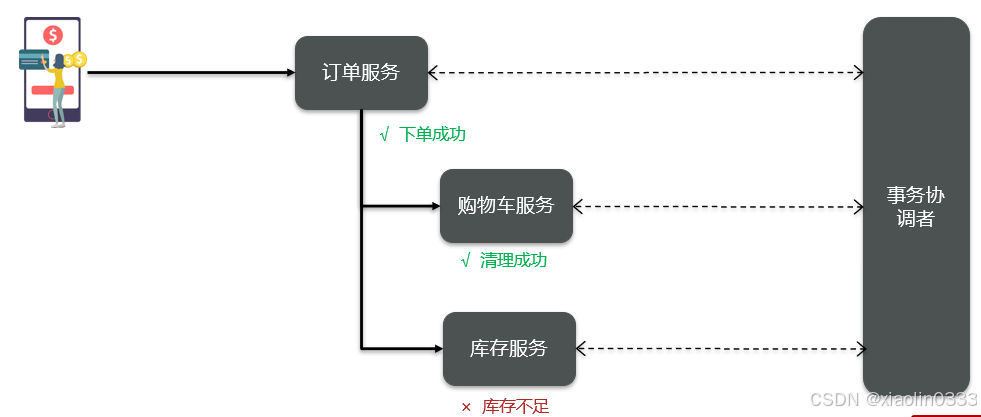 订单服务
√ 下单成功
购物车服务
√ 清理成功
事务协
调者
库存服务
× 库存不足
CSDN @xiaolin0333